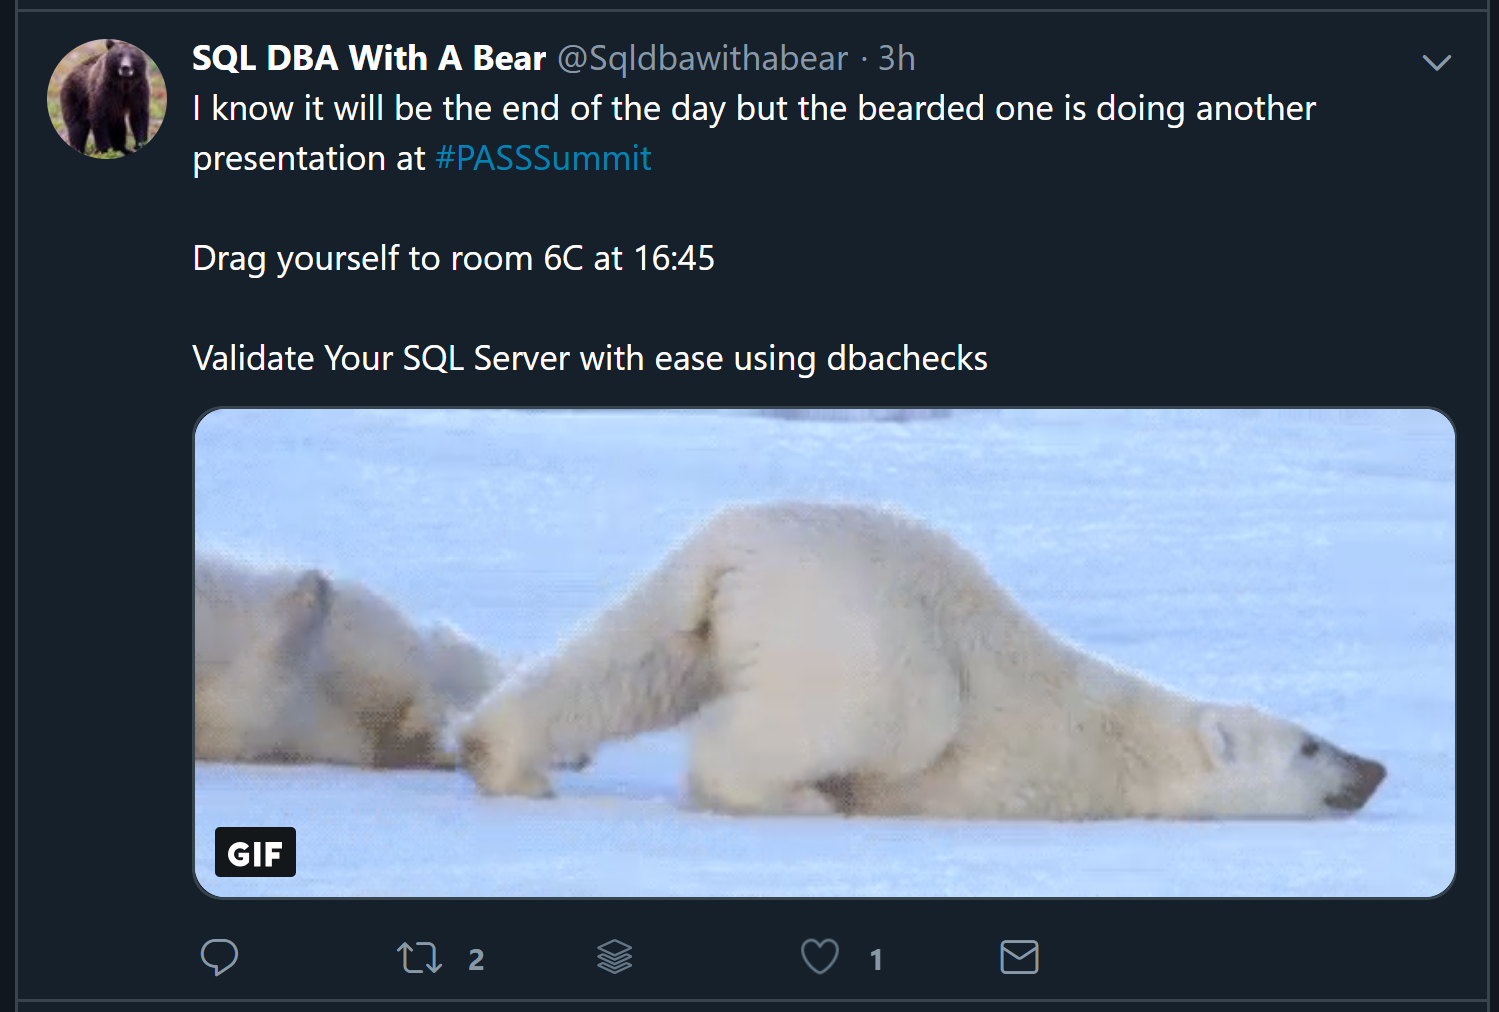 SQL DBA With A Bear @Sqldbawithabear · 3h
I know it will be the end of the day but the bearded one is doing another
presentation at #PASSSummit
Drag yourself to room 6C at 16:45
Validate Your SQL Server with ease using dbachecks
GIF
2
1